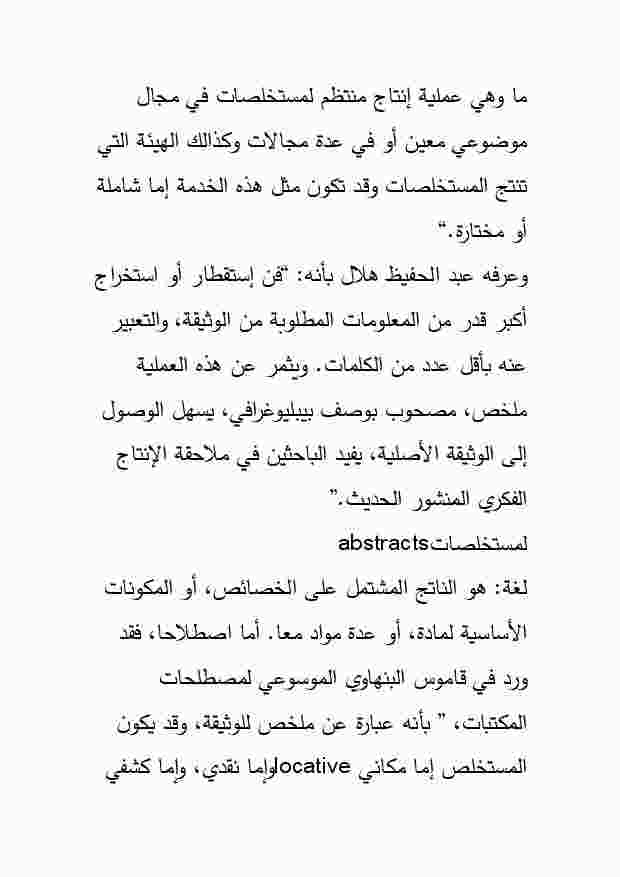 ما وهي عملية إنتاج منتظم لمستخلصات في مجال
موضوعي معين أو في عدة مجالات وكذالك الهيئة التي
تنتج المستخلصات وقد تكون مثل هذه الخدمة إما شاملة
أو مختارة.“
وعرفه عبد الحفيظ هلال بأنه: “فن إستقطار أو استخراج
أكبر قدر من المعلومات المطلوبة من الوثيقة، والتعبير
عنه بأقل عدد من الكلمات. ويثمر عن هذه العملية
ملخص، مصحوب بوصف بيبليوغرافي، يسهل الوصول
إلى الوثيقة الأصلية، يفيد الباحثين في ملاحقة الإنتاج
الفكري المنشور الحديث.”
لمستخلصاتabstracts
لغة: هو الناتج المشتمل على الخصائص، أو المكونات
الأساسية لمادة، أو عدة مواد معا. أما اصطلاحا، فقد
ورد في قاموس البنهاوي الموسوعي لمصطلحات
المكتبات، ” بأنه عبارة عن ملخص للوثيقة، وقد يكون
المستخلص إما مكاني locativeوإما نقدي، وإما كشفي